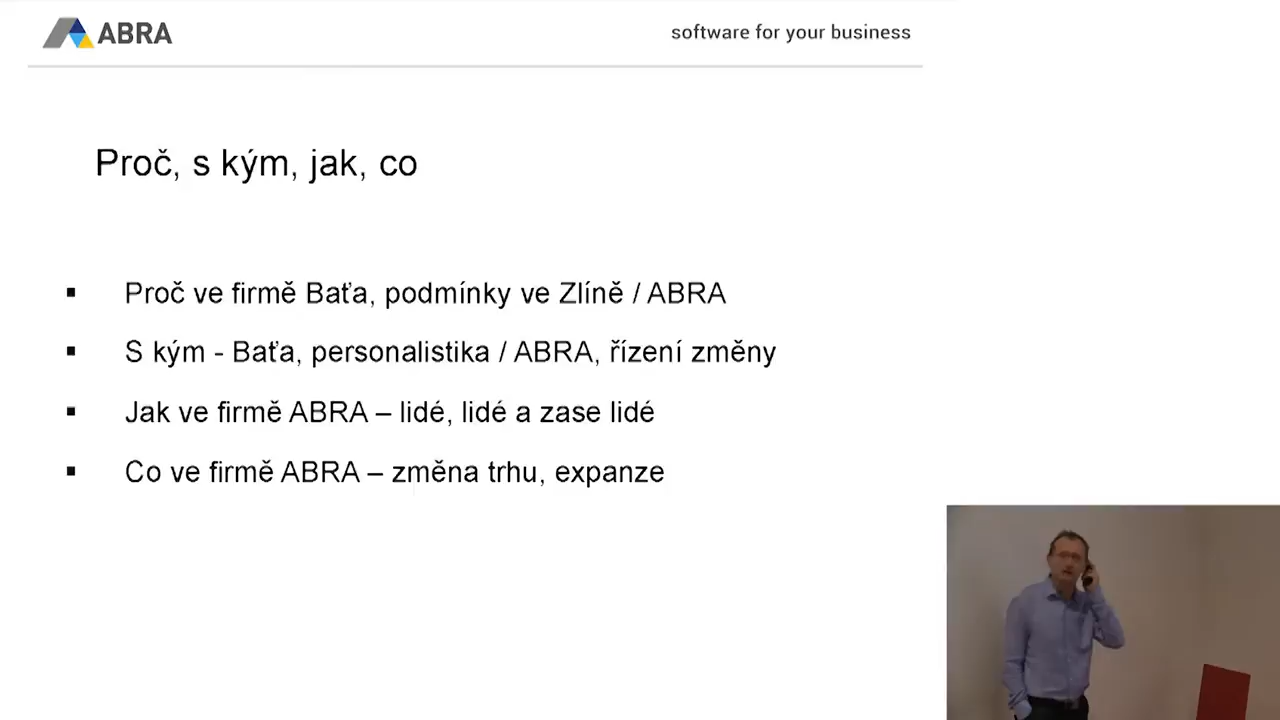 ABRA
software for your business
Proč, s kým, jak, co
▪ Proč ve firmě Baťa, podmínky ve Zlíně / ABRA
▪ S kým - Baťa, personalistika / ABRA, řízení změny
▪ Jak ve firmě ABRA – lidé, lidé a zase lidé
▪ Co ve firmě ABRA – změna trhu, expanze